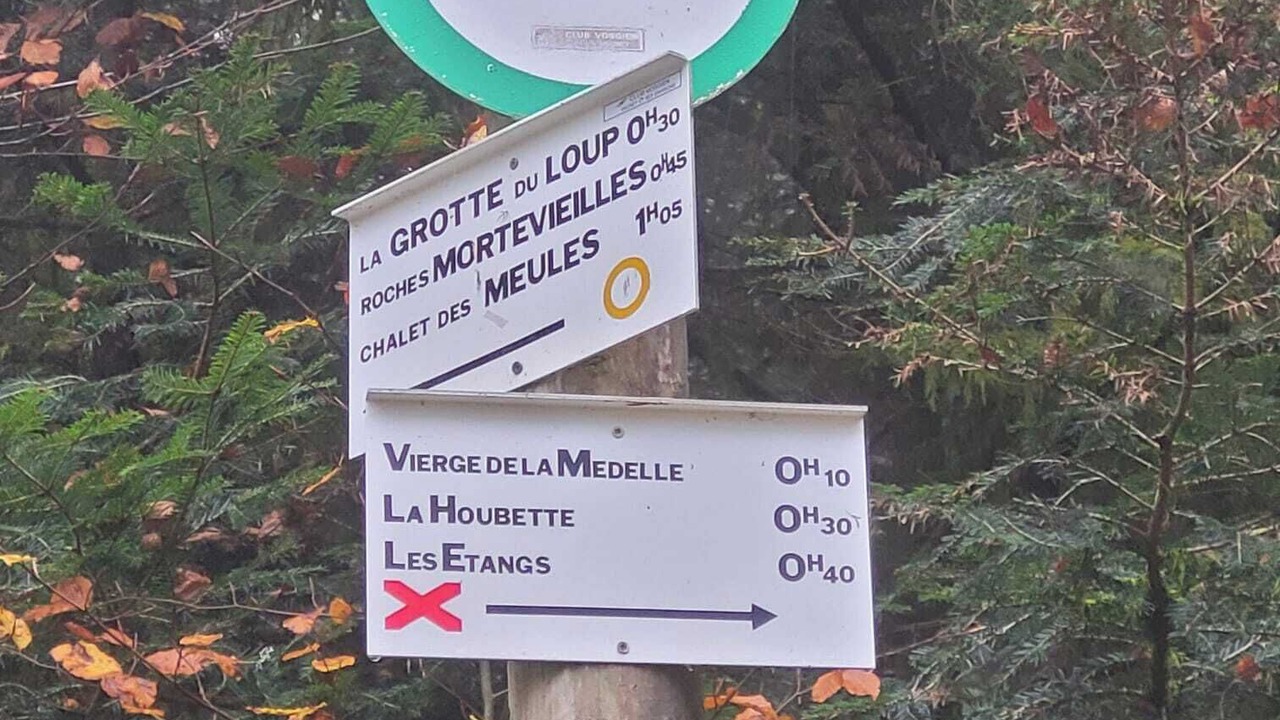 CLUB VOSGIEN
LA GROTTE DU LOUP 0H30
ROCHES MORTEVIEILLES 0H45
CHALET DES MEULES 1H05
VIERGE DE LA MEDELLE 0H10
LA HOUBETTE 0H30
LES ETANGS 0H40